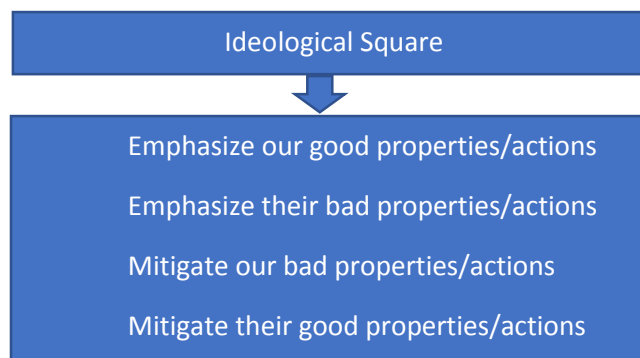 Ideological Square
Emphasize our good properties/actions
Emphasize their bad properties/actions
Mitigate our bad properties/actions
Mitigate their good properties/actions